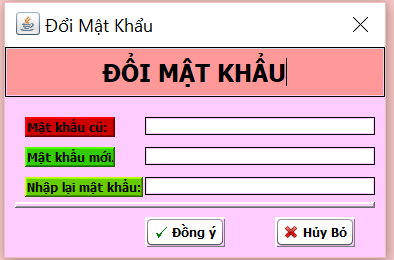 Đổi Mật Khẩu
ĐỔI MẬT KHẨU
Mật khẩu cũ:
Mật khẩu mới.
Nhập lại mật khẩu:
Đồng ý
Hủy Bỏ